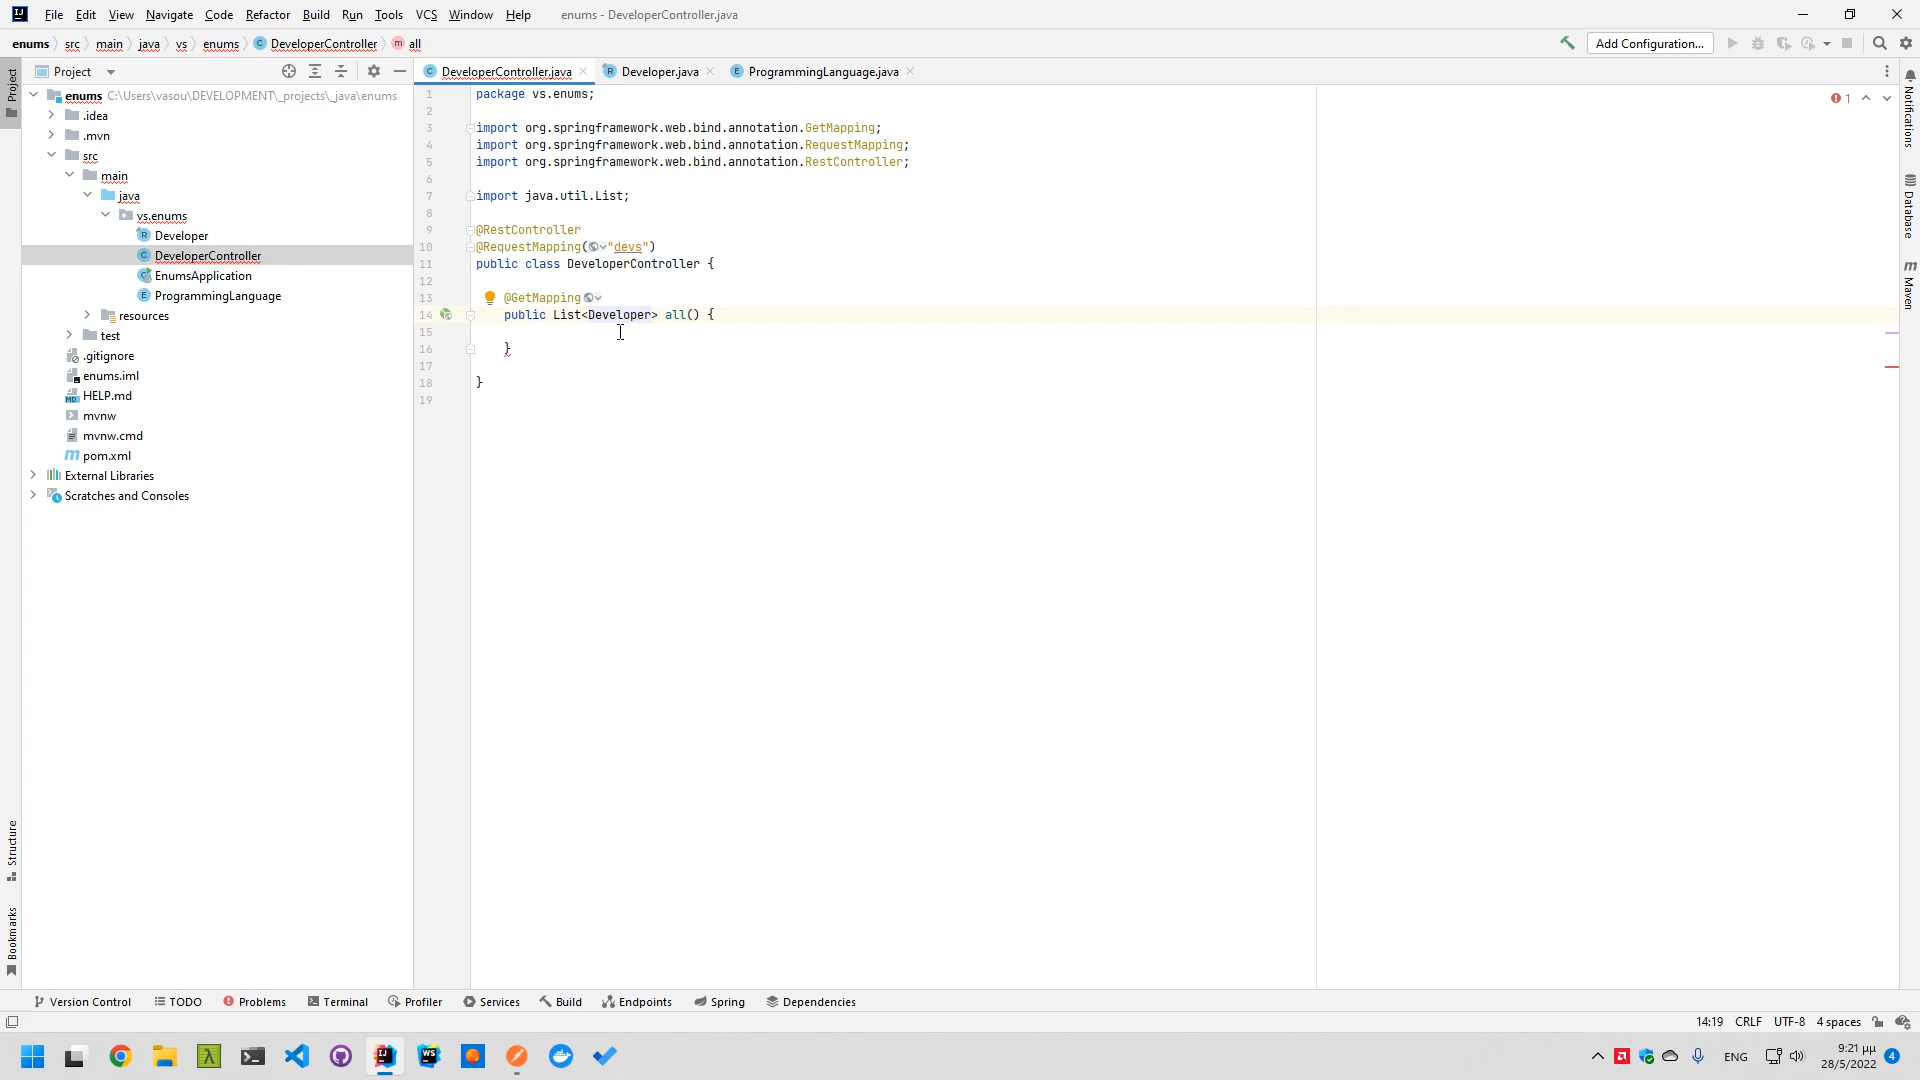 File Edit View Navigate Code Refactor Build Run Tools VCS Window Help enums - DeveloperController.java
enums src main java vs enums DeveloperController all Add Configuration...
Project DeveloperController.java Developer.java ProgrammingLanguage.java
Project
enums C:\Users\vasou\DEVELOPMENT\_projects\_java\enums
.idea
.mvn
src
main
java
vs.enums
Developer
DeveloperController
EnumsApplication
ProgrammingLanguage
resources
test
.gitignore
enums.iml
HELP.md
mvnw
mvnw.cmd
pom.xml
External Libraries
Scratches and Consoles
Structure
Bookmarks
1 package vs.enums;
2
3 import org.springframework.web.bind.annotation.GetMapping;
4 import org.springframework.web.bind.annotation.RequestMapping;
5 import org.springframework.web.bind.annotation.RestController;
6
7 import java.util.List;
8
9 @RestController
10 @RequestMapping("devs")
11 public class DeveloperController {
12
13 @GetMapping
14 public List<Developer> all() {
15
16 }
17
18 }
19
1
Notifications
Database
Maven
Version Control TODO Problems Terminal Profiler Services Build Endpoints Spring Dependencies
14:19 CRLF UTF-8 4 spaces
ENG 9:21 μμ
28/5/2022 4